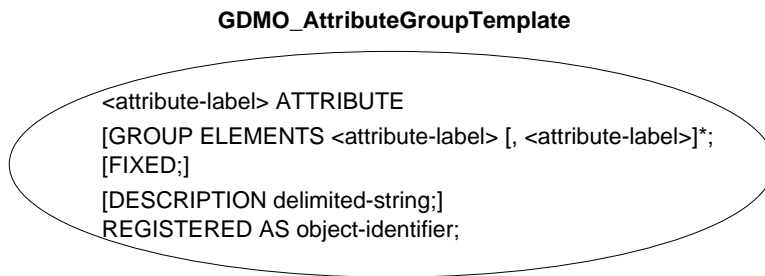 GDMO_AttributeGroupTemplate
<attribute-label> ATTRIBUTE
[GROUP ELEMENTS <attribute-label> [, <attribute-label>]*;
[FIXED;]
[DESCRIPTION delimited-string;]
REGISTERED AS object-identifier;